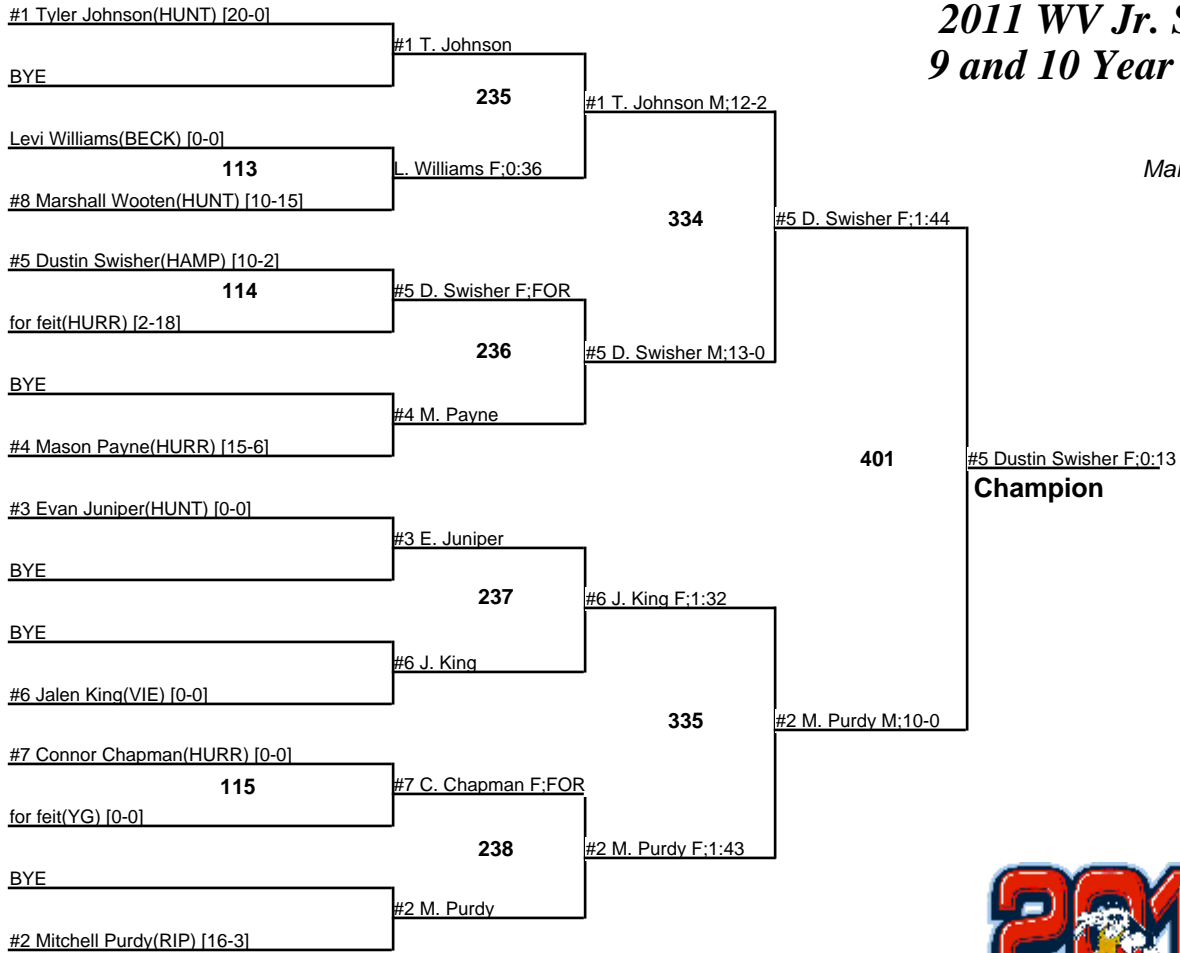 2011 WV Jr. S
9 and 10 Year
Mar
#1 Tyler Johnson(HUNT) [20-0]
#1 T. Johnson
BYE
235
#1 T. Johnson M;12-2
Levi Williams(BECK) [0-0]
113
L. Williams F;0:36
#8 Marshall Wooten(HUNT) [10-15]
334
#5 D. Swisher F;1:44
#5 Dustin Swisher(HAMP) [10-2]
114
#5 D. Swisher F;FOR
for feit(HURR) [2-18]
236
#5 D. Swisher M;13-0
BYE
#4 M. Payne
#4 Mason Payne(HURR) [15-6]
401
#5 Dustin Swisher F;0:13
Champion
#3 Evan Juniper(HUNT) [0-0]
#3 E. Juniper
BYE
237
#6 J. King F;1:32
BYE
#6 J. King
#6 Jalen King(VIE) [0-0]
335
#2 M. Purdy M;10-0
#7 Connor Chapman(HURR) [0-0]
115
#7 C. Chapman F;FOR
for feit(YG) [0-0]
238
#2 M. Purdy F;1:43
BYE
#2 M. Purdy
#2 Mitchell Purdy(RIP) [16-3]
201